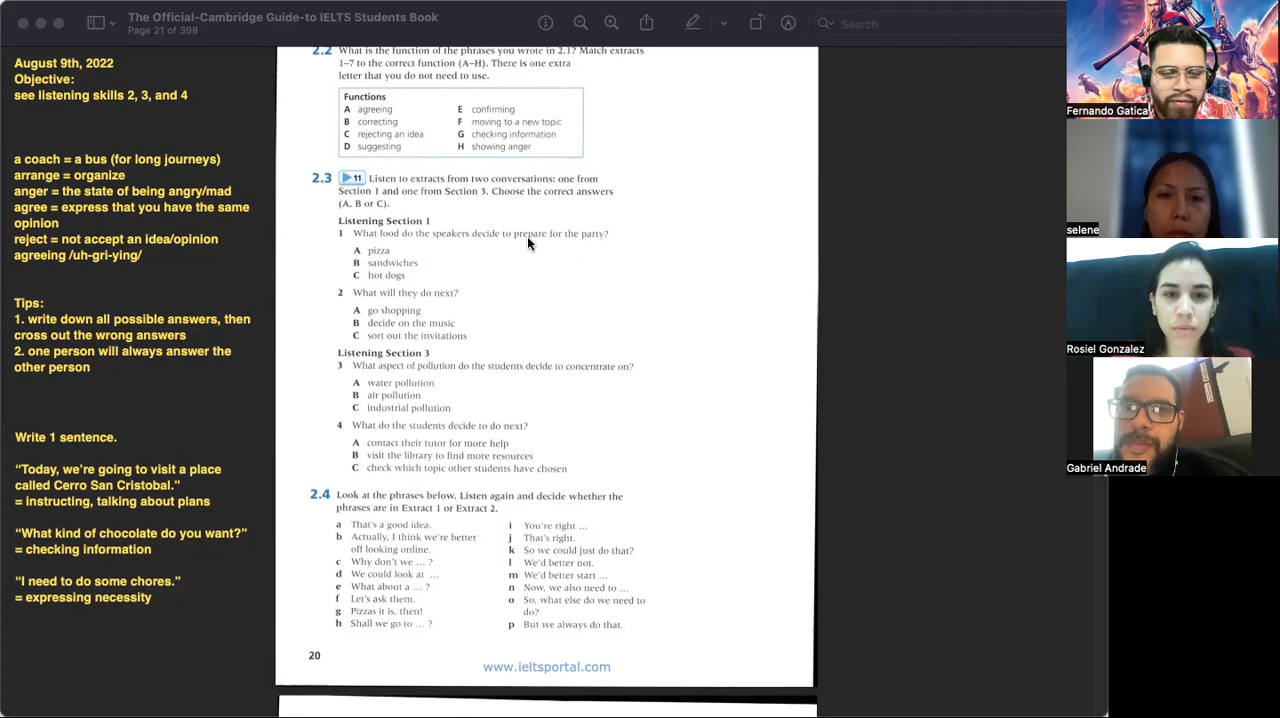 The Official-Cambridge Guide-to IELTS Students Book
Page 21 of 398
Search
August 9th, 2022
Objective:
see listening skills 2, 3, and 4
a coach = a bus (for long journeys)
arrange = organize
anger = the state of being angry/mad
agree = express that you have the same
opinion
reject = not accept an idea/opinion
agreeing /uh-gri-ying/
Tips:
1. write down all possible answers, then
cross out the wrong answers
2. one person will always answer the
other person
Write 1 sentence.
“Today, we’re going to visit a place
called Cerro San Cristobal.”
= instructing, talking about plans
“What kind of chocolate do you want?”
= checking information
“I need to do some chores.”
= expressing necessity
2.2 What is the function of the phrases you wrote in 2.1? Match extracts
1–7 to the correct function (A–H). There is one extra
letter that you do not need to use.
Functions
A agreeing
B correcting
C rejecting an idea
D suggesting
E confirming
F moving to a new topic
G checking information
H showing anger
2.3 11 Listen to extracts from two conversations: one from
Section 1 and one from Section 3. Choose the correct answers
(A, B or C).
Listening Section 1
1 What food do the speakers decide to prepare for the party?
A pizza
B sandwiches
C hot dogs
2 What will they do next?
A go shopping
B decide on the music
C sort out the invitations
Listening Section 3
3 What aspect of pollution do the students decide to concentrate on?
A water pollution
B air pollution
C industrial pollution
4 What do the students decide to do next?
A contact their tutor for more help
B visit the library to find more resources
C check which topic other students have chosen
2.4 Look at the phrases below. Listen again and decide whether the
phrases are in Extract 1 or Extract 2.
a That's a good idea.
b Actually, I think we're better
off looking online.
c Why don't we ... ?
d We could look at ...
e What about a ... ?
f Let's ask them.
g Pizzas it is, then!
h Shall we go to ... ?
i You're right ...
j That's right.
k So we could just do that?
l We'd better not.
m We'd better start ...
n Now, we also need to ...
o So, what else do we need to
do?
p But we always do that.
20
www.ieltsportal.com
Fernando Gatica
selene
Rosiel Gonzalez
Gabriel Andrade